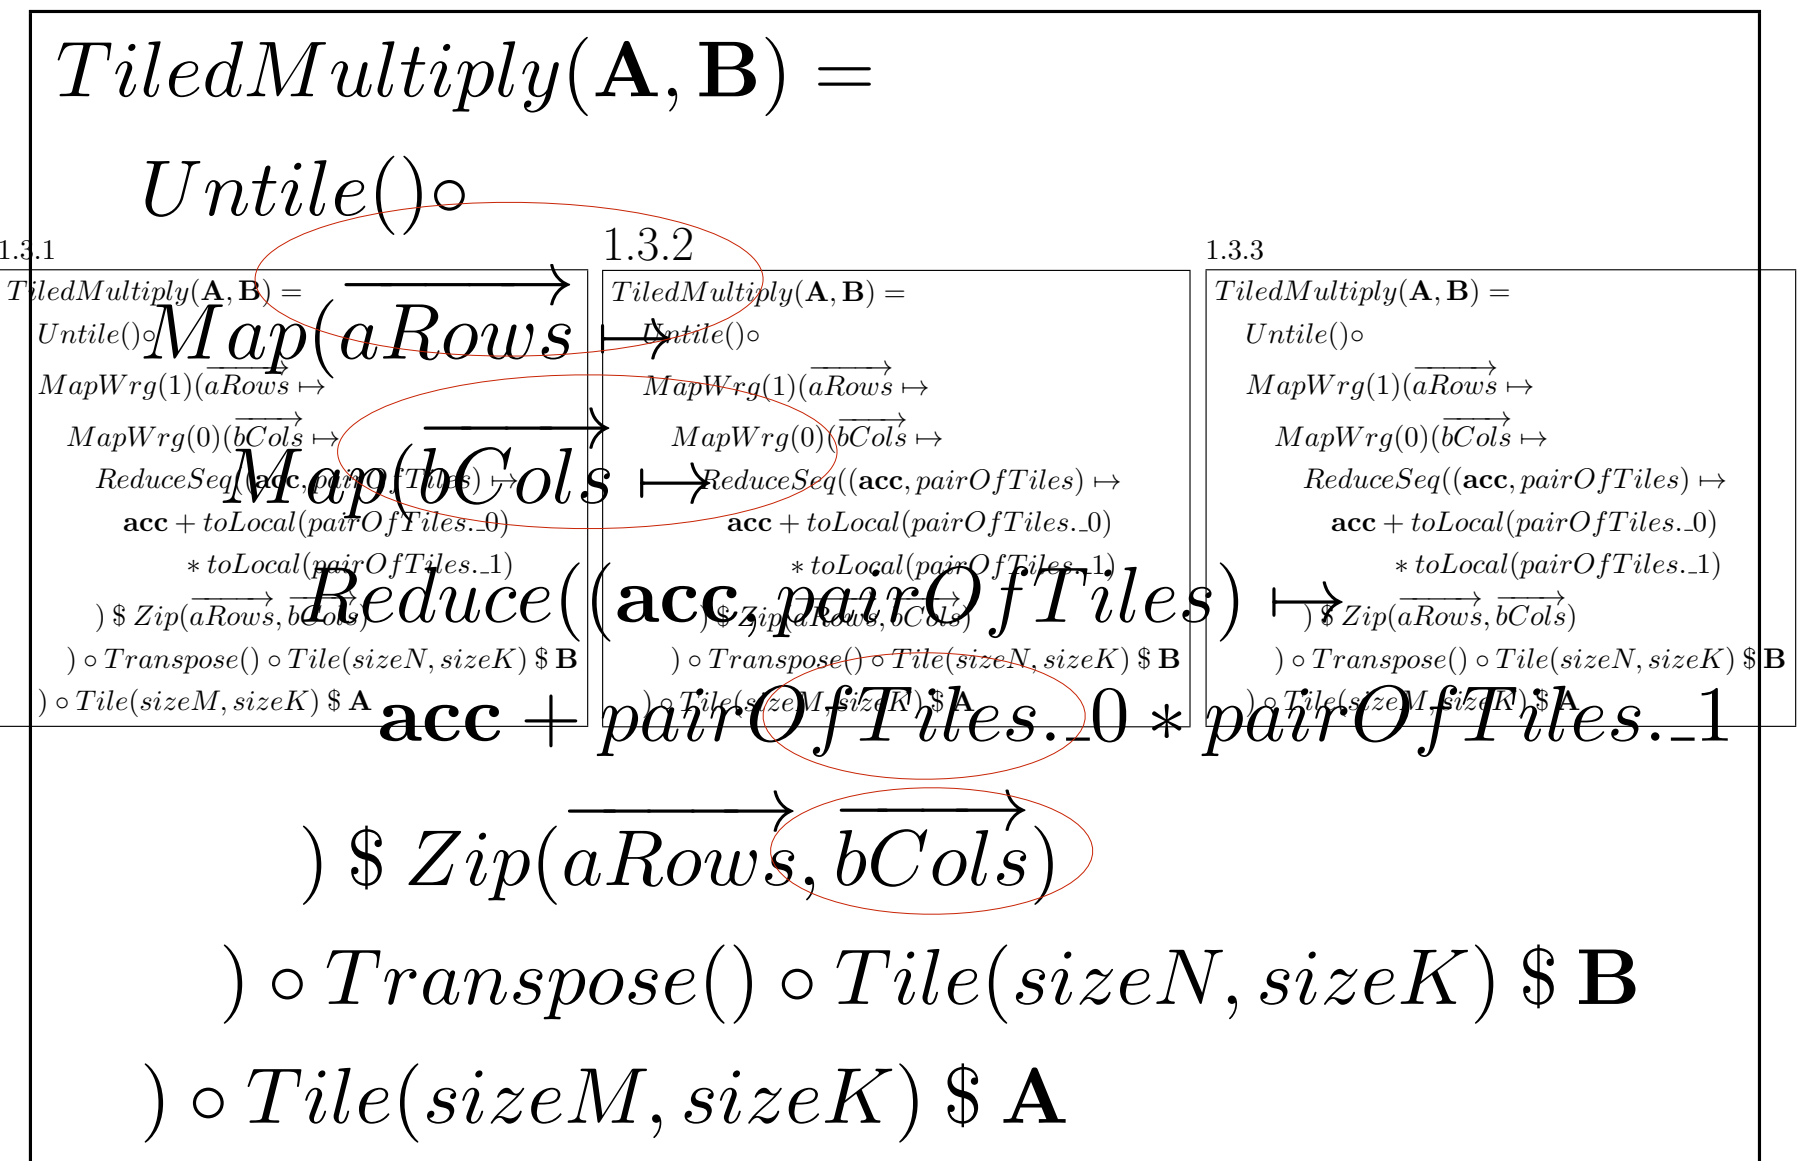 TiledMultiply(A, B) =
Untile()∘
Map(aRows ↦
Map(bCols ↦
Reduce((acc, pairOfTiles) ↦
acc + pairOfTiles._0 * pairOfTiles._1
) $ Zip(aRows, bCols)
) ∘ Transpose() ∘ Tile(sizeN, sizeK) $ B
) ∘ Tile(sizeM, sizeK) $ A
1.3.1
TiledMultiply(A, B) =
Untile()∘
MapWrg(1)(aRows ↦
MapWrg(0)(bCols ↦
ReduceSeq((acc, pairOfTiles) ↦
acc + toLocal(pairOfTiles._0)
* toLocal(pairOfTiles._1)
) $ Zip(aRows, bCols)
) ∘ Transpose() ∘ Tile(sizeN, sizeK) $ B
) ∘ Tile(sizeM, sizeK) $ A
1.3.2
TiledMultiply(A, B) =
Untile()∘
MapWrg(1)(aRows ↦
MapWrg(0)(bCols ↦
ReduceSeq((acc, pairOfTiles) ↦
acc + toLocal(pairOfTiles._0)
* toLocal(pairOfTiles._1)
) $ Zip(aRows, bCols)
) ∘ Transpose() ∘ Tile(sizeN, sizeK) $ B
) ∘ Tile(sizeM, sizeK) $ A
1.3.3
TiledMultiply(A, B) =
Untile()∘
MapWrg(1)(aRows ↦
MapWrg(0)(bCols ↦
ReduceSeq((acc, pairOfTiles) ↦
acc + toLocal(pairOfTiles._0)
* toLocal(pairOfTiles._1)
) $ Zip(aRows, bCols)
) ∘ Transpose() ∘ Tile(sizeN, sizeK) $ B
) ∘ Tile(sizeM, sizeK) $ A